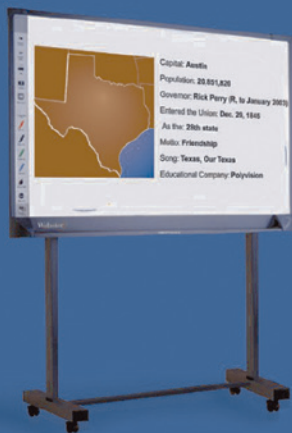 Capital: Austin
Population: 20,851,820
Governor: Rick Perry (R, to January 2003)
Entered the Union: Dec. 29, 1845
As the: 28th state
Motto: Friendship
Song: Texas, Our Texas
Educational Company: Polyvision
Webster